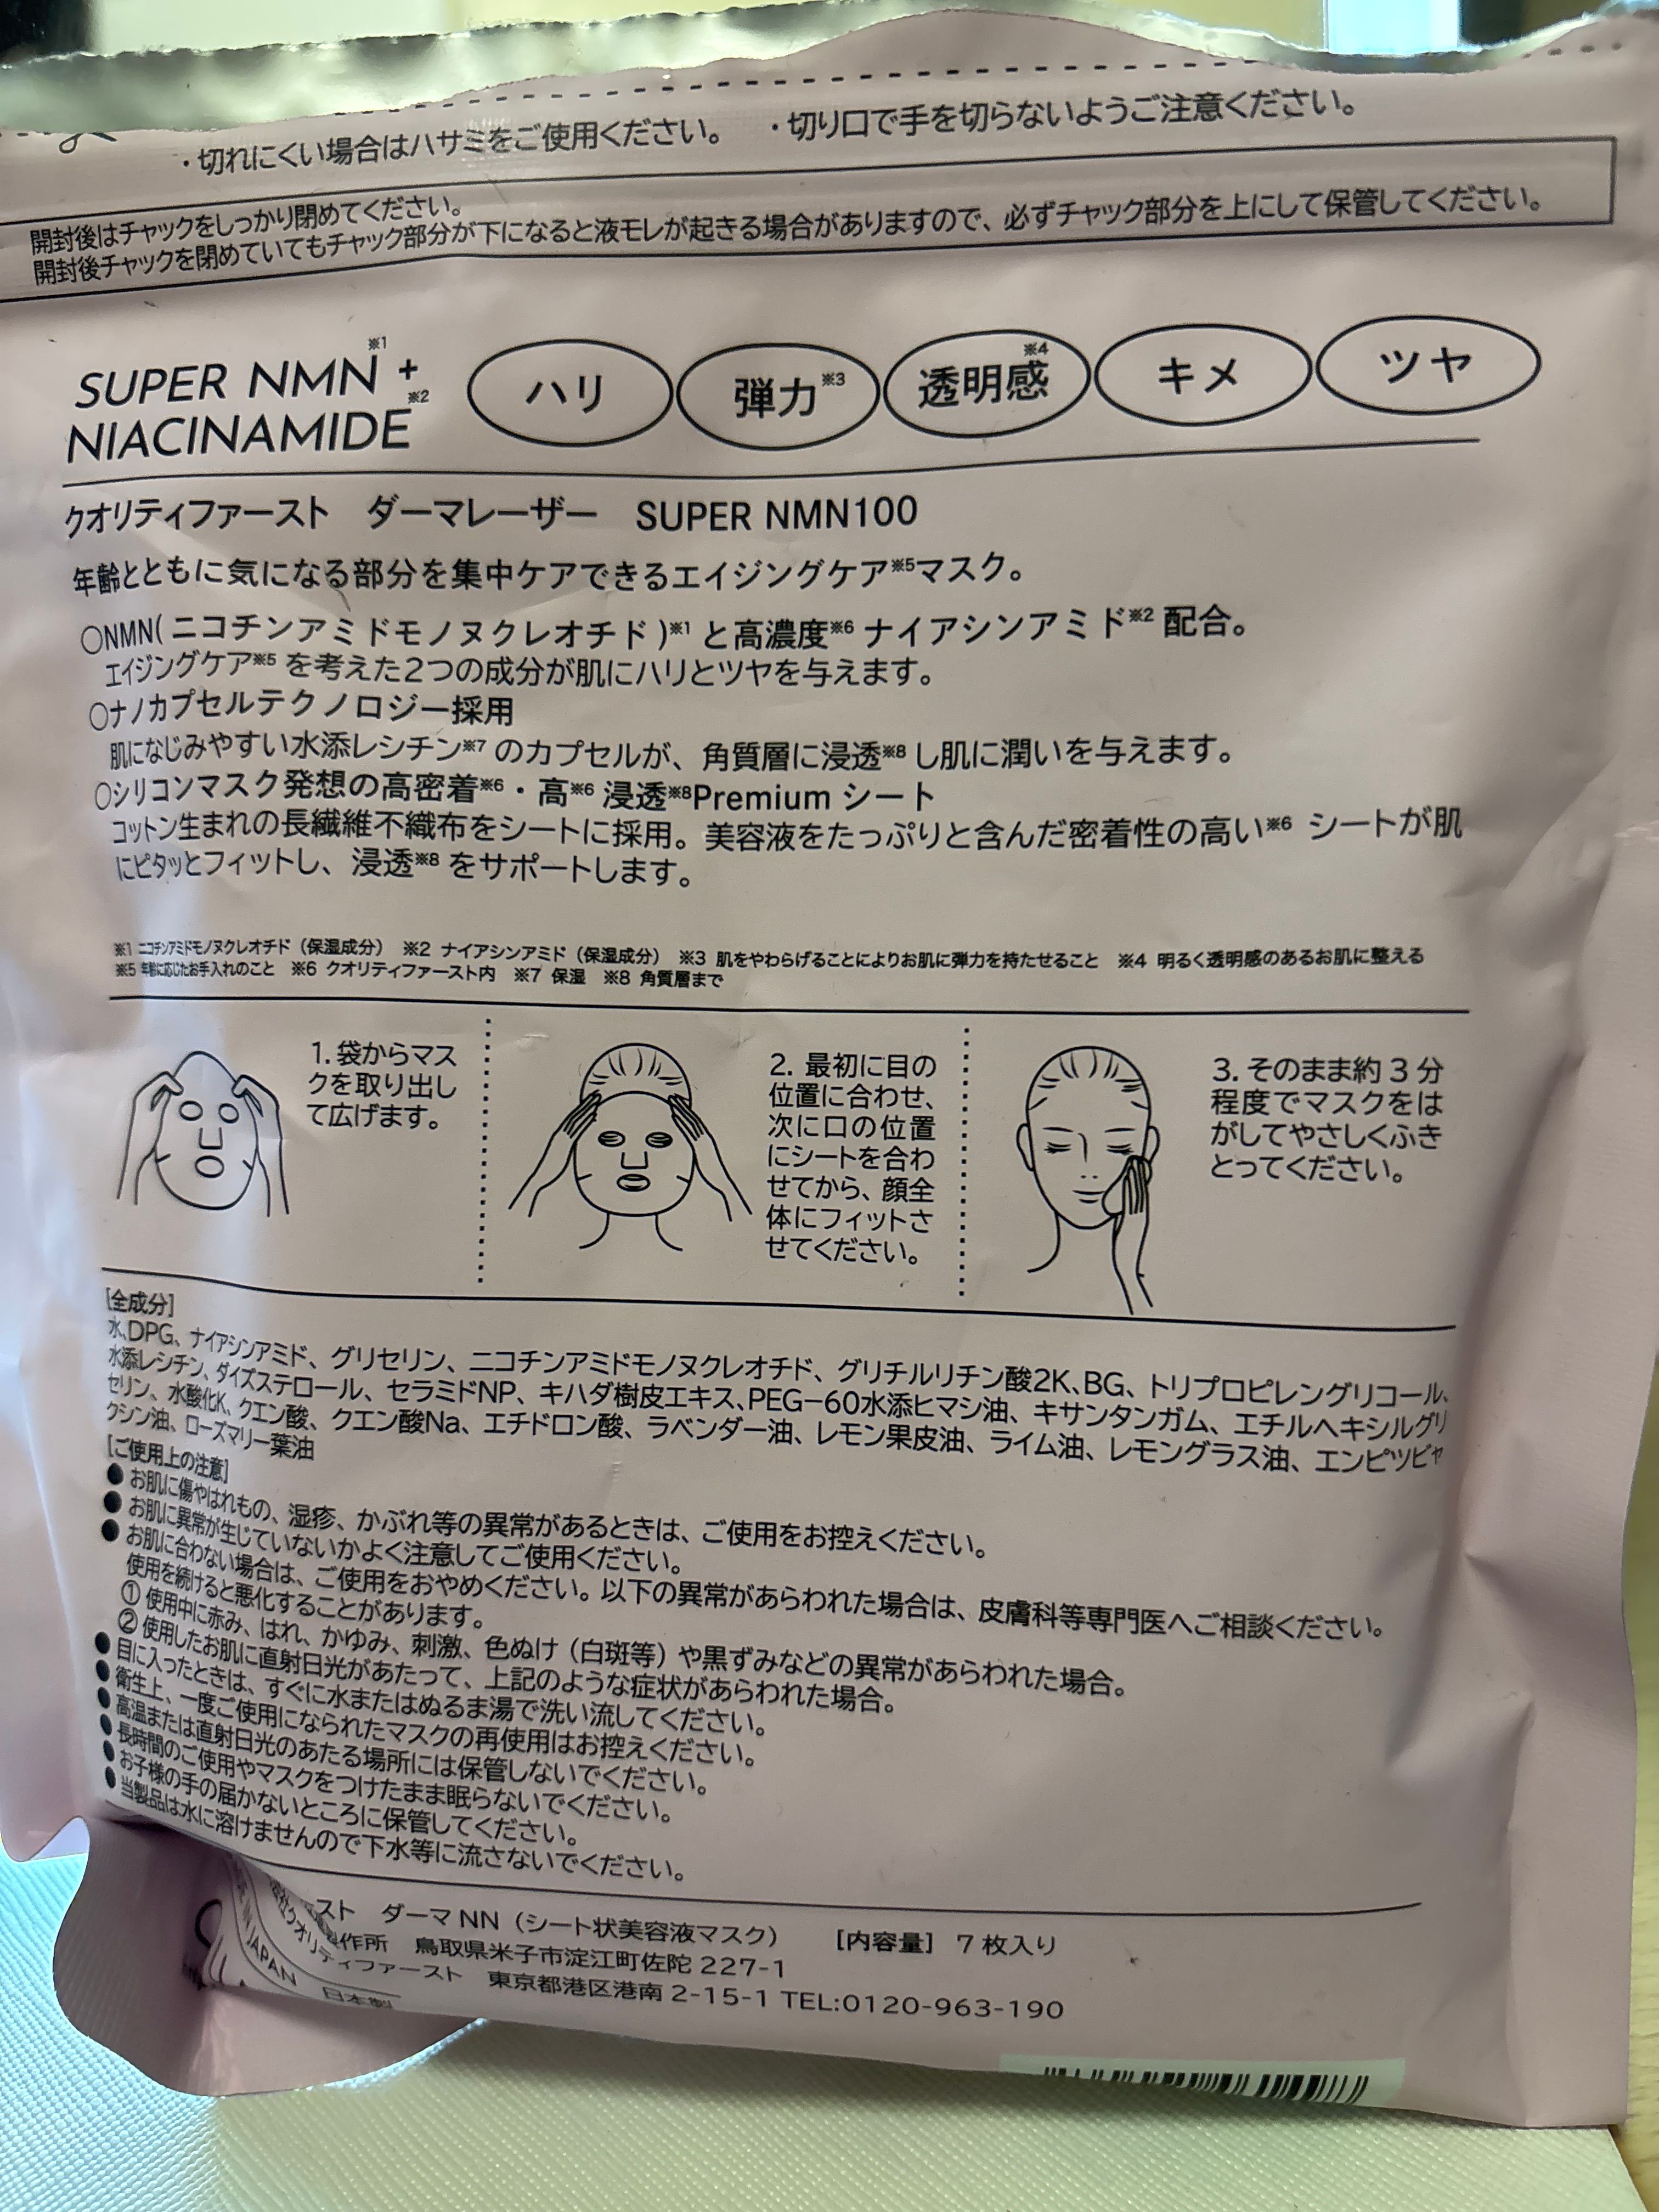 ・切れにくい場合はハサミをご使用ください。 ・切り口で手を切らないようご注意ください。
開封後はチャックをしっかり閉めてください。
開封後チャックを閉めていてもチャック部分が下になると液モレが起きる場合がありますので、必ずチャック部分を上にして保管してください。
SUPER NMN※1 +
NIACINAMIDE※2
ハリ 弾力※3 透明感※4 キメ ツヤ
クオリティファースト ダーマレーザー SUPER NMN100
年齢とともに気になる部分を集中ケアできるエイジングケア※5マスク。
○NMN(ニコチンアミドモノヌクレオチド)※1 と高濃度※6 ナイアシンアミド※2 配合。
エイジングケア※5 を考えた2つの成分が肌にハリとツヤを与えます。
○ナノカプセルテクノロジー採用
肌になじみやすい水添レシチン※7 のカプセルが、角質層に浸透※8 し肌に潤いを与えます。
○シリコンマスク発想の高密着※6・高※6 浸透※8Premium シート
コットン生まれの長繊維不織布をシートに採用。美容液をたっぷりと含んだ密着性の高い※6 シートが肌
にピタッとフィットし、浸透※8 をサポートします。
※1 ニコチンアミドモノヌクレオチド（保湿成分） ※2 ナイアシンアミド（保湿成分） ※3 肌をやわらげることによりお肌に弾力を持たせること ※4 明るく透明感のあるお肌に整える
※5 年齢に応じたお手入れのこと ※6 クオリティファースト内 ※7 保湿 ※8 角質層まで
1. 袋からマス
クを取り出し
て広げます。
2. 最初に目の
位置に合わせ、
次に口の位置
にシートを合わ
せてから、顔全
体にフィットさ
せてください。
3. そのまま約 3 分
程度でマスクをは
がしてやさしくふき
とってください。
[全成分]
水、DPG、ナイアシンアミド、グリセリン、ニコチンアミドモノヌクレオチド、グリチルリチン酸2K、BG、トリプロピレングリコール、
水添レシチン、ダイズステロール、セラミドNP、キハダ樹皮エキス、PEG-60水添ヒマシ油、キサンタンガム、エチルヘキシルグリ
セリン、水酸化K、クエン酸、クエン酸Na、エチドロン酸、ラベンダー油、レモン果皮油、ライム油、レモングラス油、エンピツビャ
クシン油、ローズマリー葉油
[ご使用上の注意]
● お肌に傷やはれもの、湿疹、かぶれ等の異常があるときは、ご使用をお控えください。
● お肌に異常が生じていないかよく注意してご使用ください。
● お肌に合わない場合は、ご使用をおやめください。以下の異常があらわれた場合は、皮膚科等専門医へご相談ください。
使用を続けると悪化することがあります。
① 使用中に赤み、はれ、かゆみ、刺激、色ぬけ（白斑等）や黒ずみなどの異常があらわれた場合。
② 使用したお肌に直射日光があたって、上記のような症状があらわれた場合。
● 目に入ったときは、すぐに水またはぬるま湯で洗い流してください。
● 衛生上、一度ご使用になられたマスクの再使用はお控えください。
● 高温または直射日光のあたる場所には保管しないでください。
● 長時間のご使用やマスクをつけたまま眠らないでください。
● お子様の手の届かないところに保管してください。
● 当製品は水に溶けませんので下水等に流さないでください。
スト ダーマ NN（シート状美容液マスク） [内容量] 7 枚入り
製作所 鳥取県米子市淀江町佐陀 227-1
クオリティファースト 東京都港区港南 2-15-1 TEL:0120-963-190
日本製
IN JAPAN